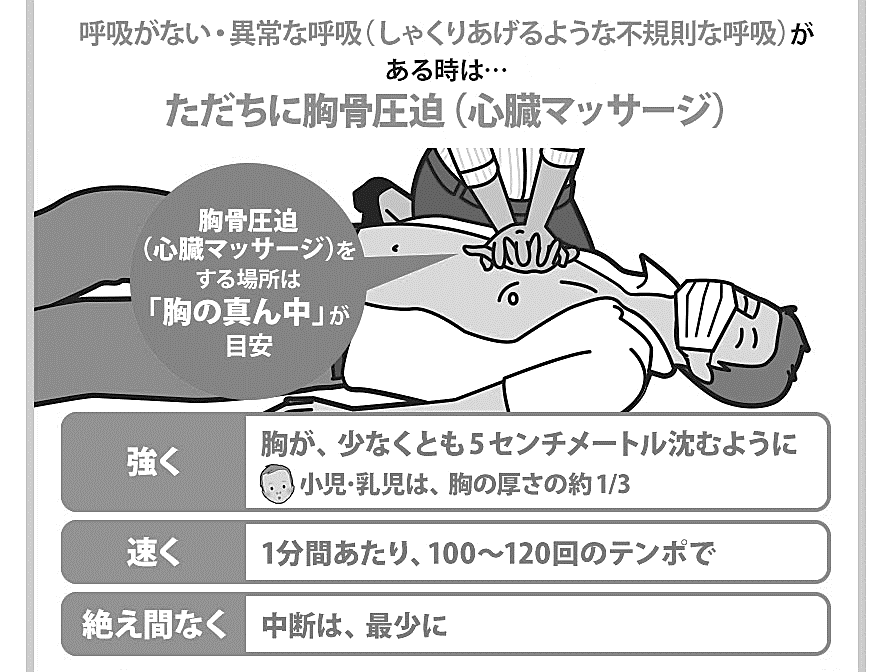 呼吸がない・異常な呼吸（しゃくりあげるような不規則な呼吸）が
ある時は…
ただちに胸骨圧迫（心臓マッサージ）
胸骨圧迫
（心臓マッサージ）を
する場所は
「胸の真ん中」が
目安
強く
胸が、少なくとも５センチメートル沈むように
小児・乳児は、胸の厚さの約1/3
速く
1分間あたり、100～120回のテンポで
絶え間なく
中断は、最少に